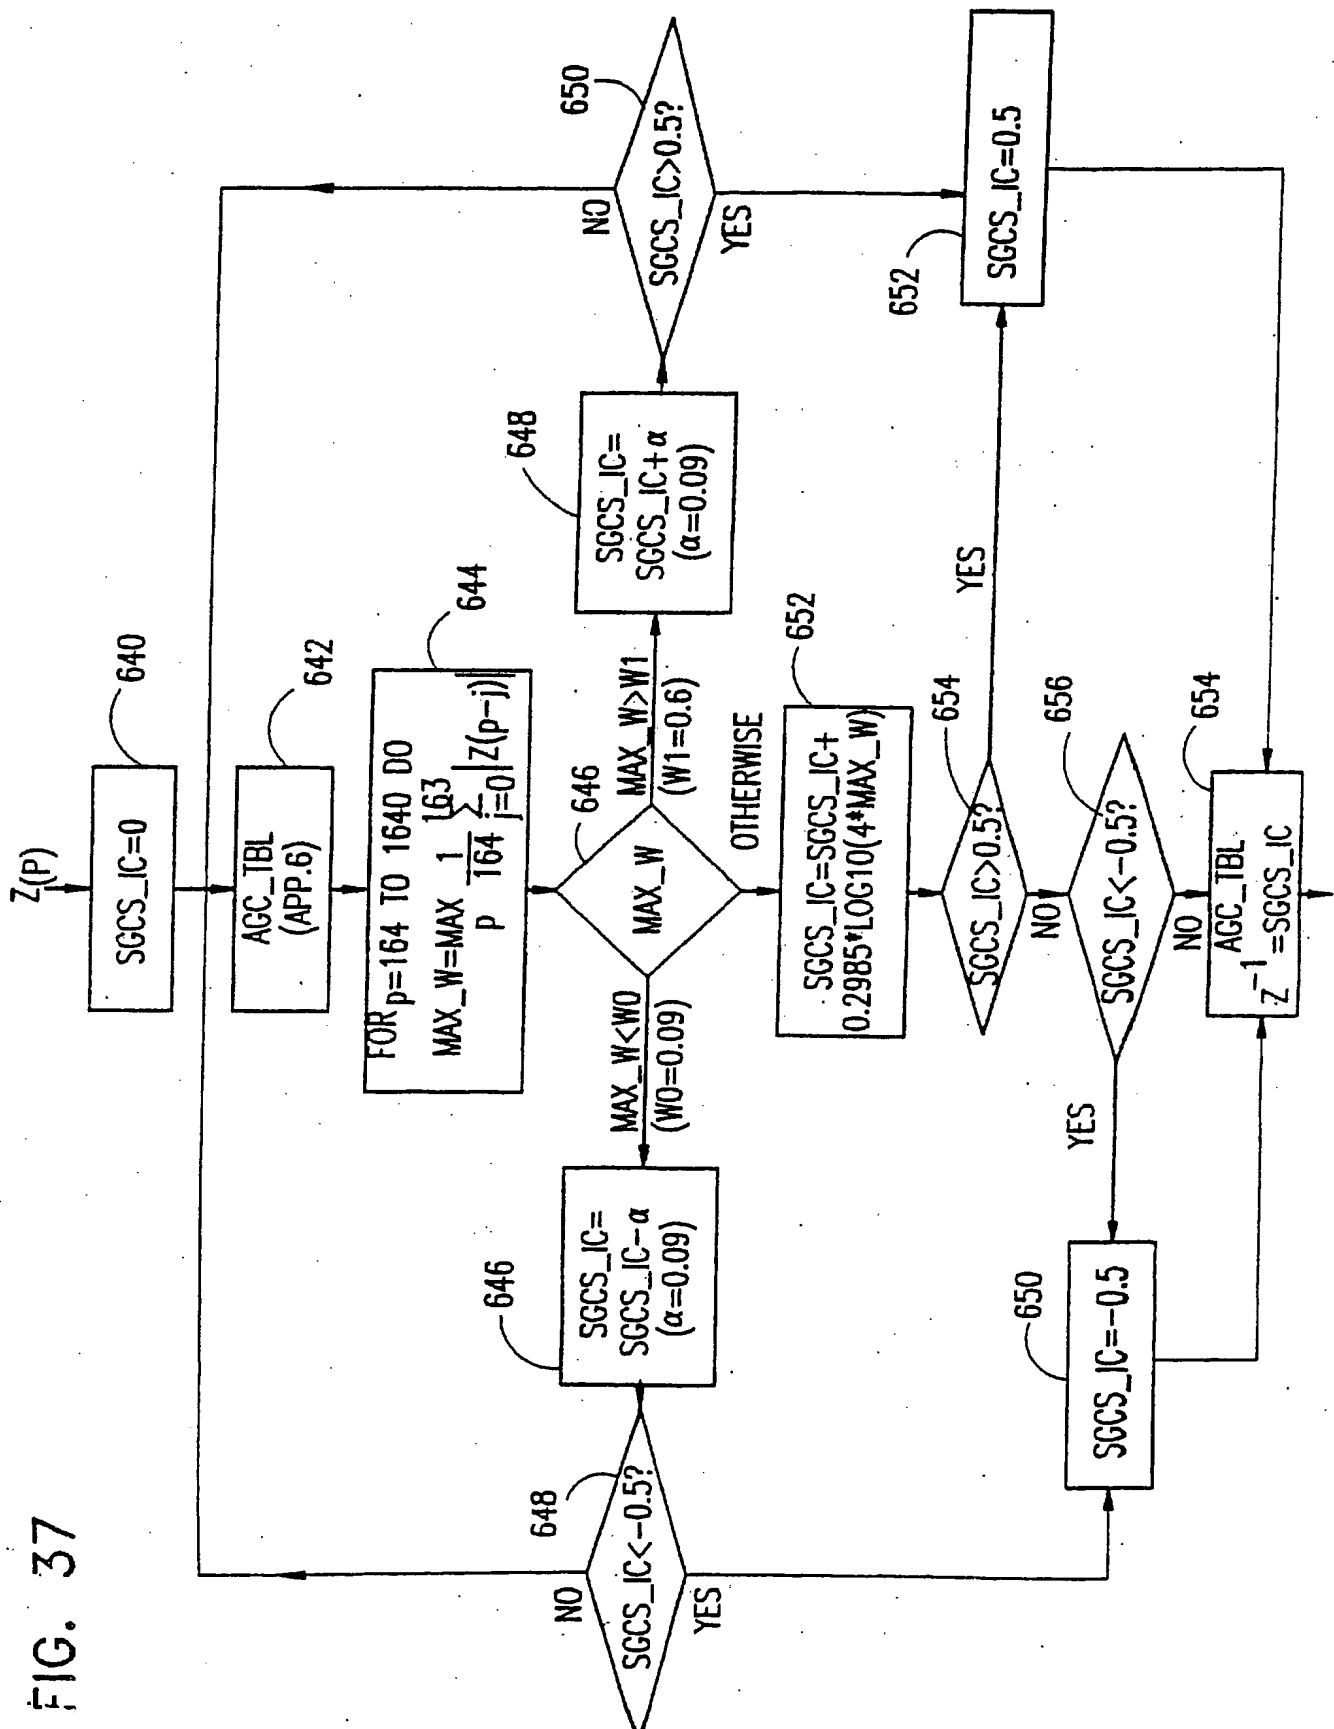 FIG. 37
Z(P)
640
SGCS_IC=0
642
AGC_TBL
(APP.6)
644
FOR p=164 TO 1640 DO
MAX_W=MAX 1 163
p 164 Σ |Z(p-j)|
j=0
646
MAX_W
MAX_W<W0
(W0=0.09)
MAX_W>W1
(W1=0.6)
OTHERWISE
646
SGCS_IC=
SGCS_IC-α
(α=0.09)
648
SGCS_IC=
SGCS_IC+α
(α=0.09)
648
SGCS_IC<-0.5?
NO
YES
650
SGCS_IC>0.5?
NO
YES
652
SGCS_IC=SGCS_IC+
0.2985*LOG10(4*MAX_W)
654
SGCS_IC>0.5?
YES
NO
652
SGCS_IC=0.5
656
SGCS_IC<-0.5?
YES
NO
650
SGCS_IC=-0.5
654
AGC_TBL
Z⁻¹=SGCS_IC